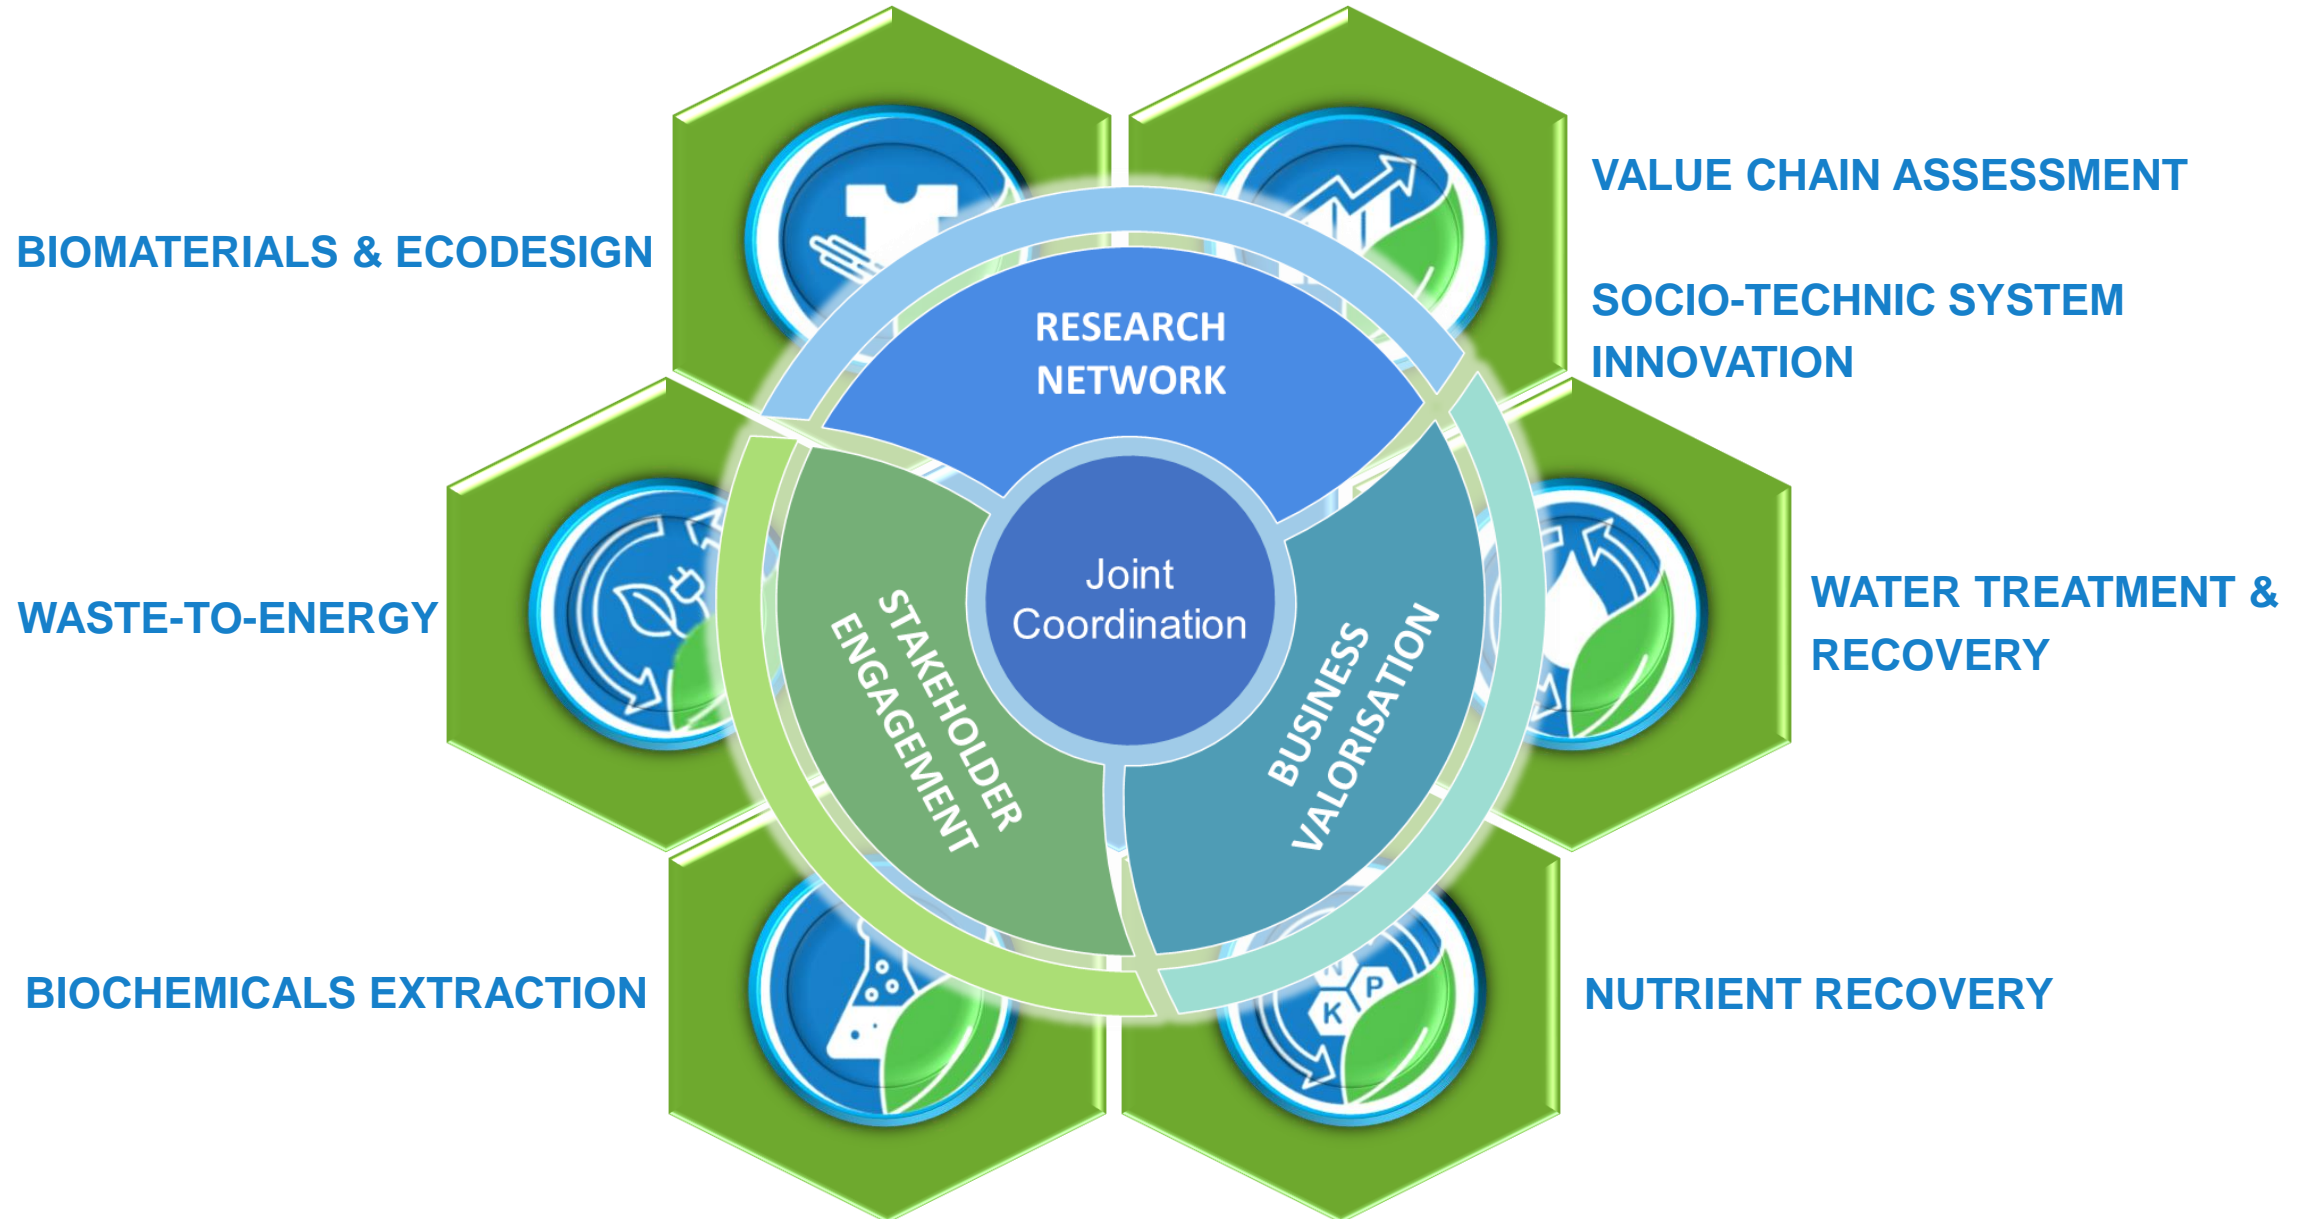 VALUE CHAIN ASSESSMENT
BIOMATERIALS & ECODESIGN
SOCIO-TECHNIC SYSTEM
INNOVATION
RESEARCH
NETWORK
Joint
Coordination
STAKEHOLDER
ENGAGEMENT
BUSINESS
VALORISATION
WASTE-TO-ENERGY
WATER TREATMENT &
RECOVERY
BIOCHEMICALS EXTRACTION
N
P
K
NUTRIENT RECOVERY